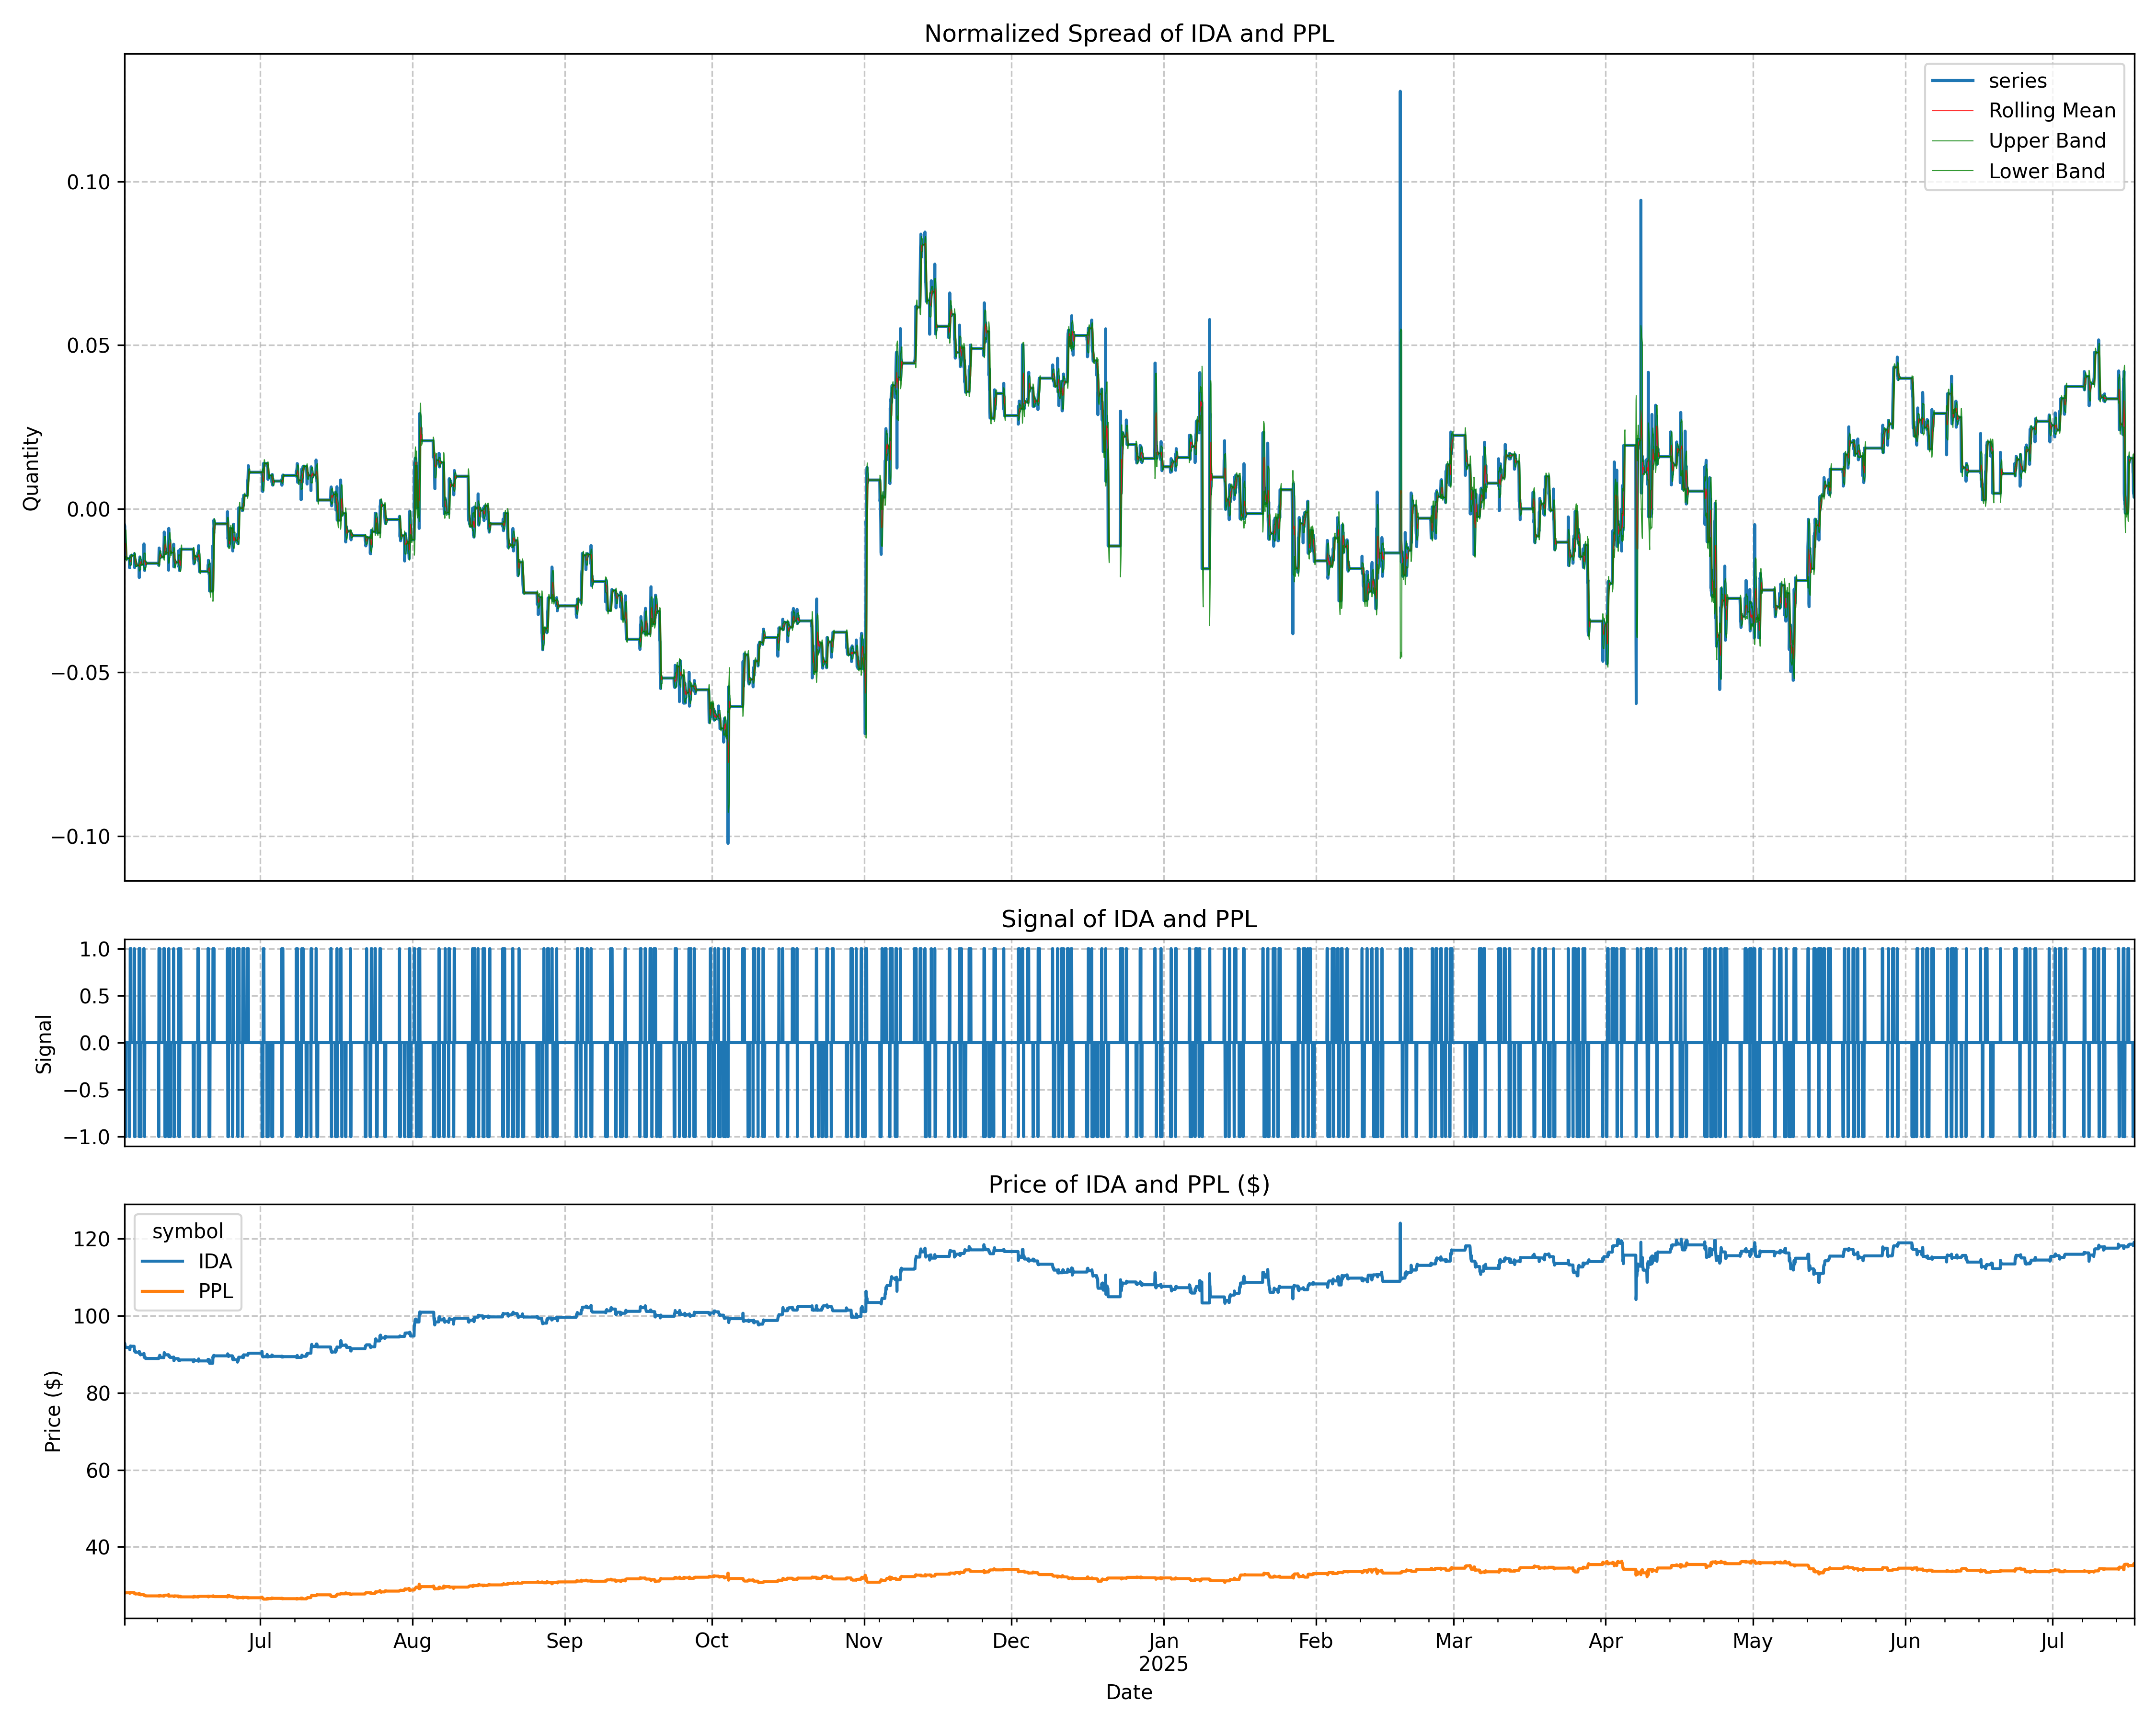 Normalized Spread of IDA and PPL
series
Rolling Mean
Upper Band
Lower Band
Quantity
0.10
0.05
0.00
−0.05
−0.10
Signal of IDA and PPL
Signal
1.0
0.5
0.0
−0.5
−1.0
Price of IDA and PPL ($)
symbol
IDA
PPL
Price ($)
120
100
80
60
40
Jul Aug Sep Oct Nov Dec Jan Feb Mar Apr May Jun Jul
2025
Date